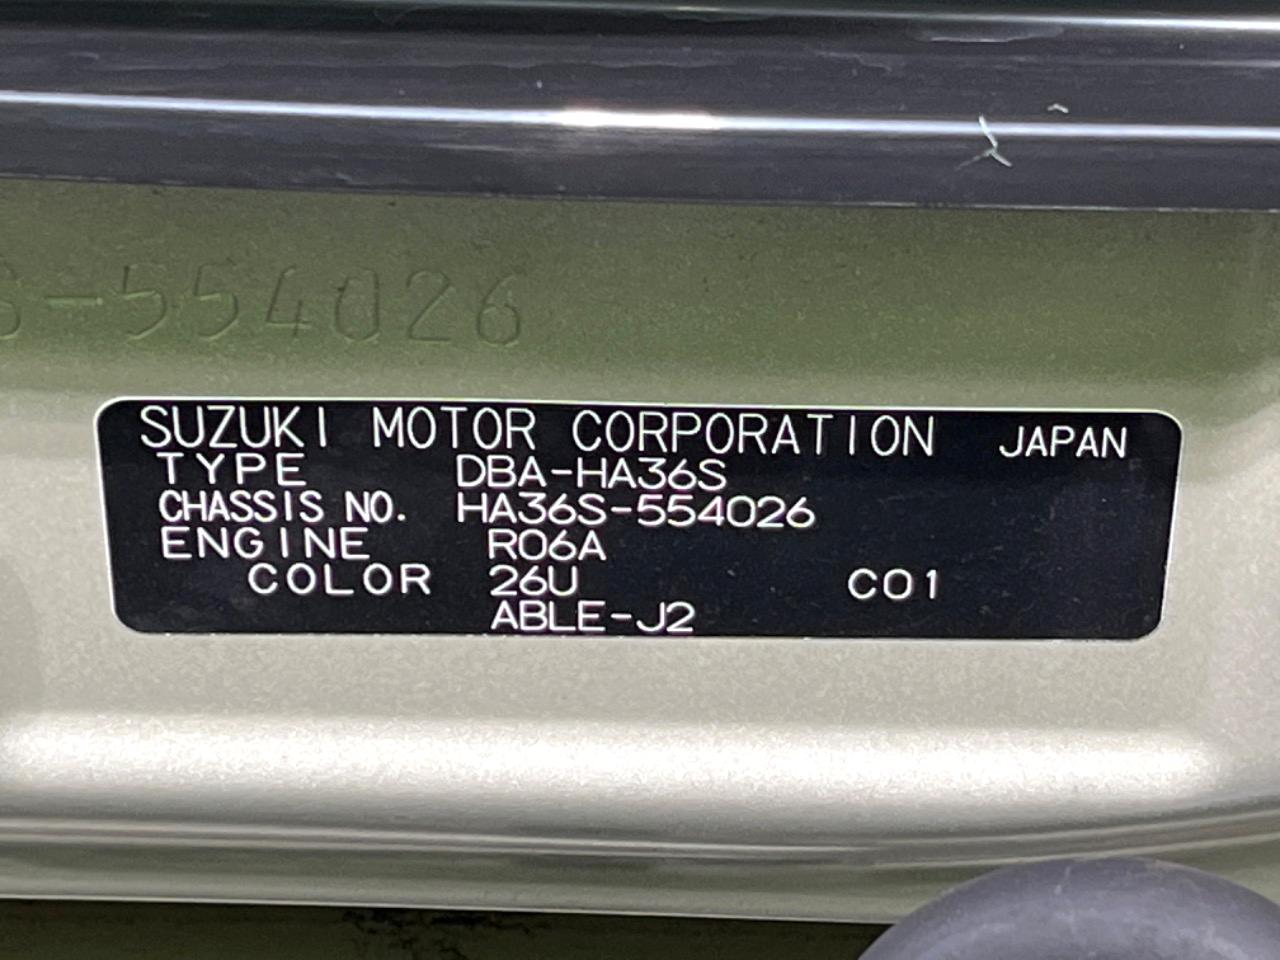 S-554026
SUZUKI MOTOR CORPORATION JAPAN
TYPE DBA-HA36S
CHASSIS NO. HA36S-554026
ENGINE R06A
COLOR 26U C01
ABLE-J2